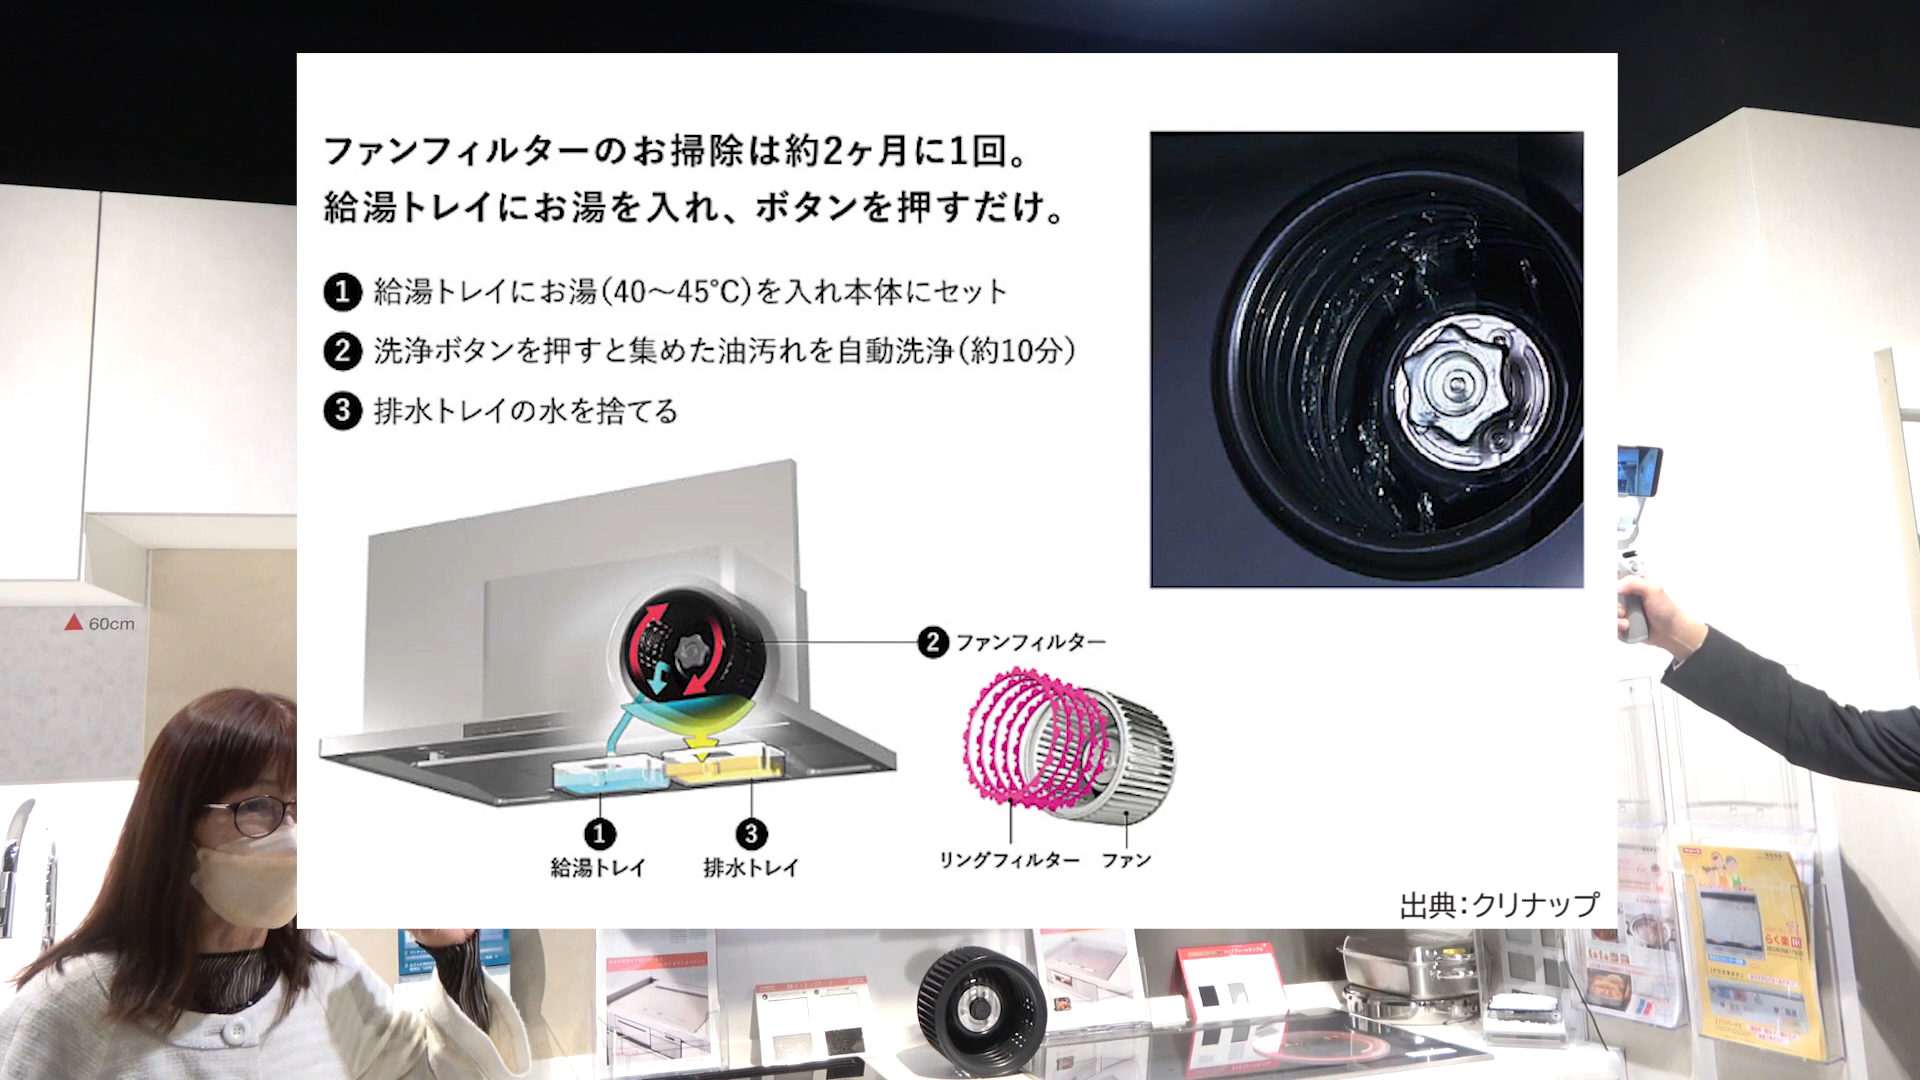 ファンフィルターのお掃除は約2ヶ月に1回。
給湯トレイにお湯を入れ、ボタンを押すだけ。
1 給湯トレイにお湯(40〜45℃)を入れ本体にセット
2 洗浄ボタンを押すと集めた油汚れを自動洗浄(約10分)
3 排水トレイの水を捨てる
▲ 60cm
2 ファンフィルター
1
給湯トレイ
3
排水トレイ
リングフィルター
ファン
出典:クリナップ
らく楽IH